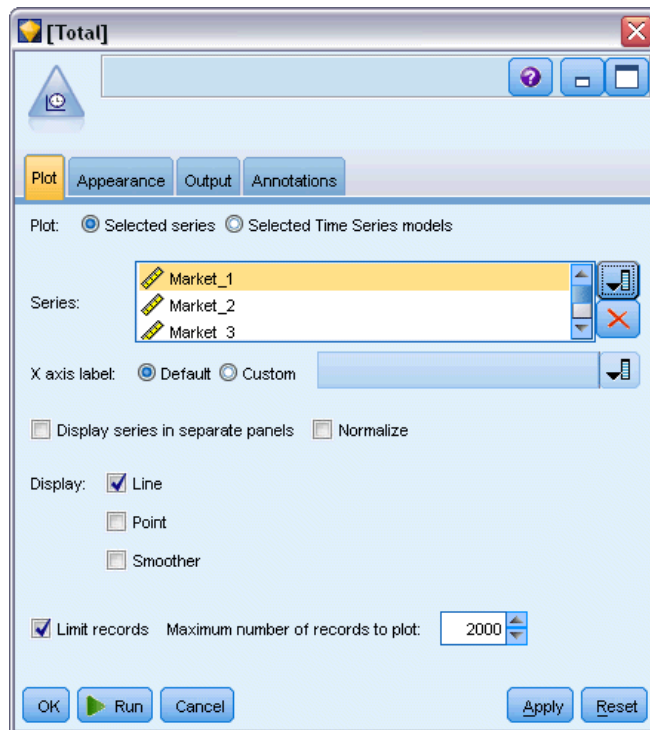 [Total]
Plot Appearance Output Annotations
Plot: Selected series Selected Time Series models
Series:
Market_1
Market_2
Market_3
X axis label: Default Custom
Display series in separate panels Normalize
Display: Line
Point
Smoother
Limit records Maximum number of records to plot: 2000
OK Run Cancel Apply Reset